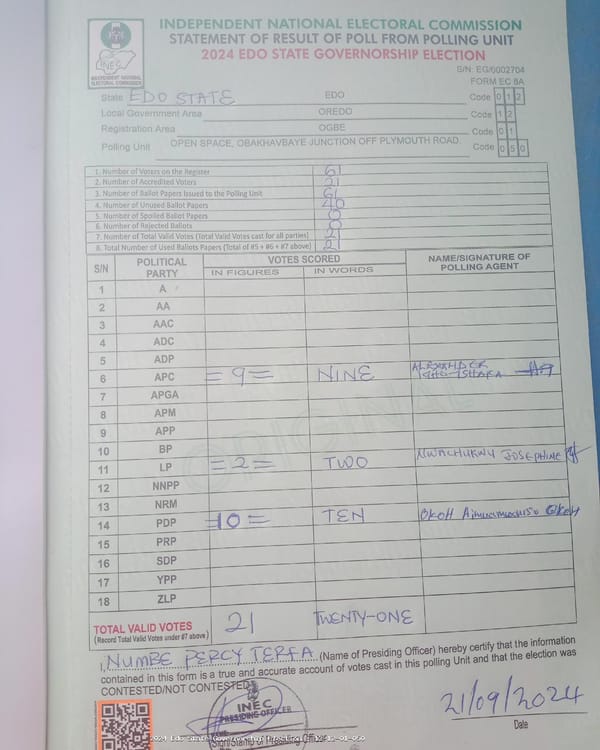 INDEPENDENT NATIONAL ELECTORAL COMMISSION
STATEMENT OF RESULT OF POLL FROM POLLING UNIT
2024 EDO STATE GOVERNORSHIP ELECTION
INEC
INDEPENDENT NATIONAL ELECTORAL COMMISSION
S/N: EG/0002704
FORM EC 8A
State EDO STATE EDO Code 0 1 2
Local Government Area OREDO Code 1 2
Registration Area OGBE Code 0 1
Polling Unit OPEN SPACE, OBAKHAVBAYE JUNCTION OFF PLYMOUTH ROAD. Code 0 5 0
1. Number of Voters on the Register 61
2. Number of Accredited Voters 21
3. Number of Ballot Papers Issued to the Polling Unit 61
4. Number of Unused Ballot Papers 40
5. Number of Spoiled Ballot Papers 0
6. Number of Rejected Ballots 0
7. Number of Total Valid Votes (Total Valid Votes cast for all parties) 21
8. Total Number of Used Ballots Papers (Total of #5 + #6 + #7 above) 21
S/N POLITICAL PARTY VOTES SCORED NAME/SIGNATURE OF POLLING AGENT
IN FIGURES IN WORDS
1 A
2 AA
3 AAC
4 ADC
5 ADP
6 APC =9= NINE ALEXANDER
7 APGA
8 APM
9 APP
10 BP
11 LP =2= TWO NWACHUKWU JOSEPHINE
12 NNPP
13 NRM
14 PDP =10= TEN OKOH
15 PRP
16 SDP
17 YPP
18 ZLP
TOTAL VALID VOTES 21 TWENTY-ONE
(Record Total Valid Votes under #7 above)
I, NUMBE PERCY TERFA (Name of Presiding Officer) hereby certify that the information
contained in this form is a true and accurate account of votes cast in this polling Unit and that the election was
CONTESTED/NOT CONTESTED
INEC
PRESIDING OFFICER
21/09/2024
Date
Sign/Stamp of Presiding Officer
ORIGINAL